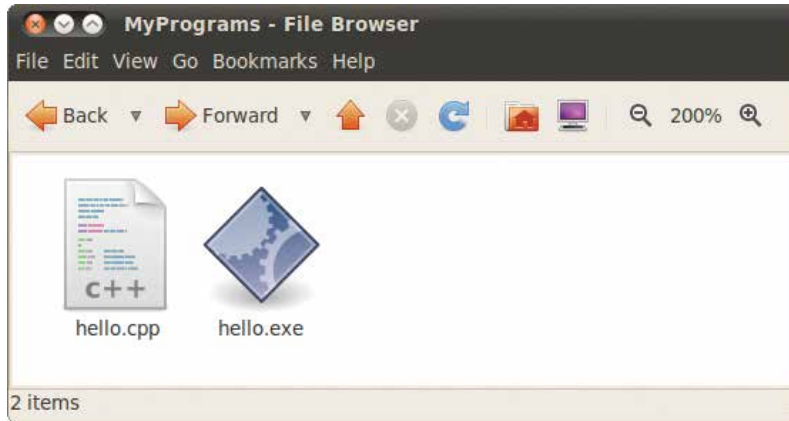 MyPrograms - File Browser
File Edit View Go Bookmarks Help
Back Forward 200%
c++
hello.cpp hello.exe
2 items